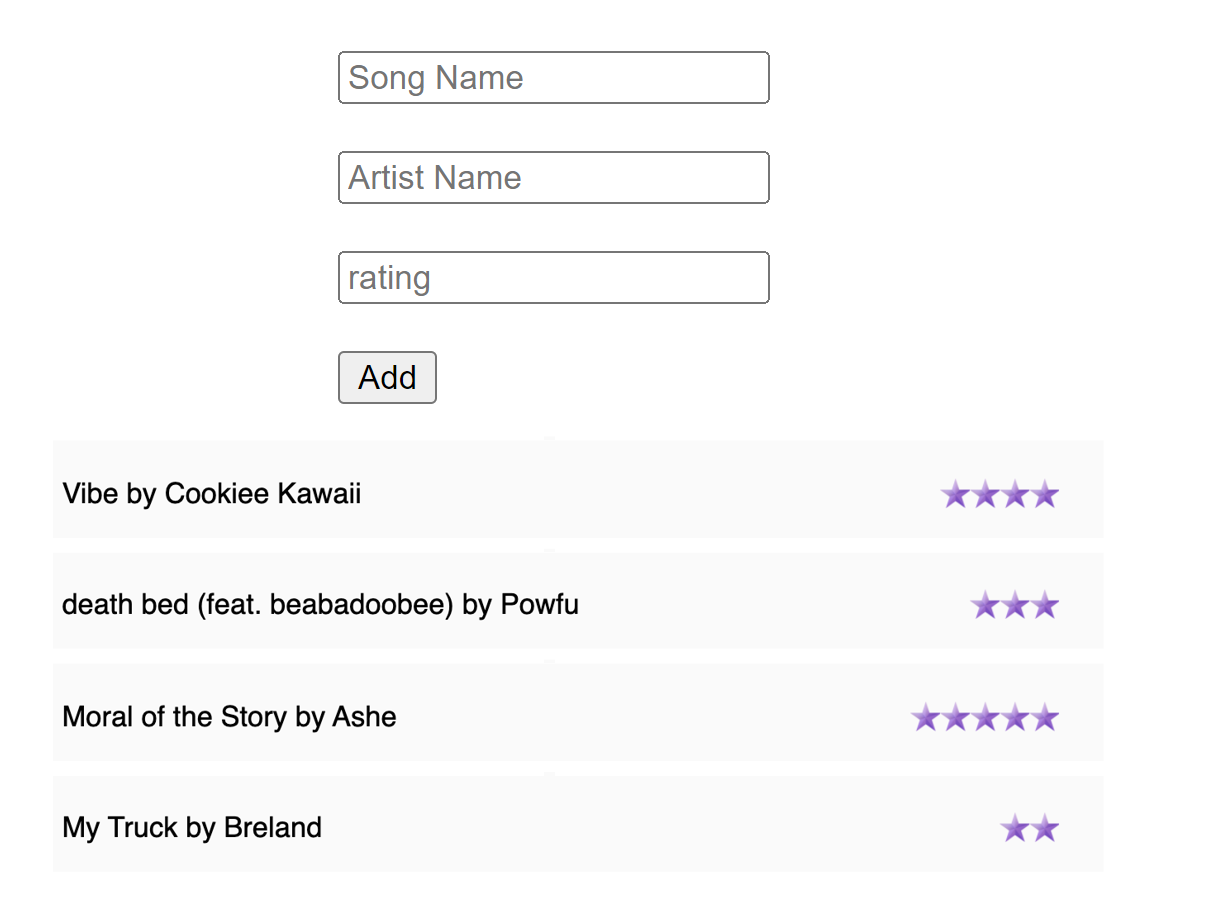 Song Name
Artist Name
rating
Add
Vibe by Cookiee Kawaii
death bed (feat. beabadoobee) by Powfu
Moral of the Story by Ashe
My Truck by Breland